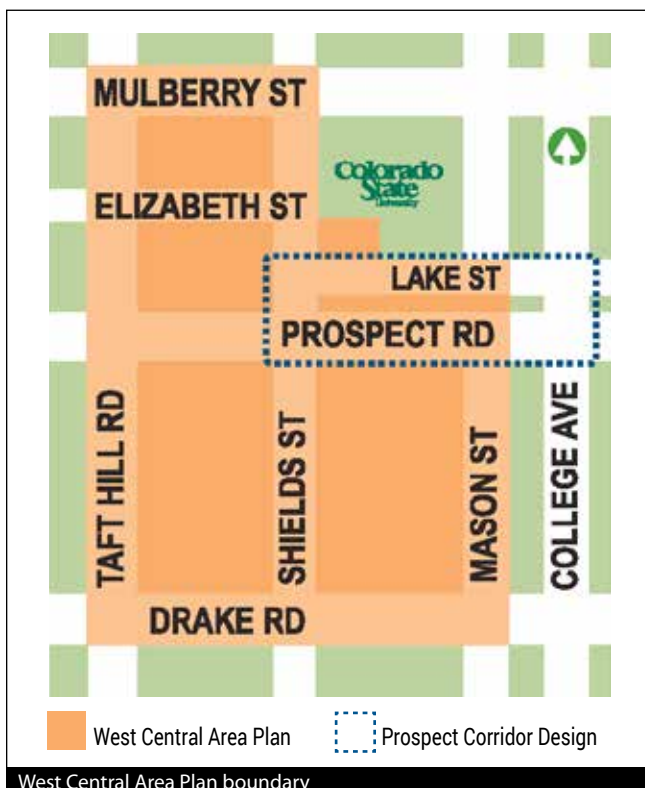 MULBERRY ST
Colorado
State
University
ELIZABETH ST
LAKE ST
PROSPECT RD
TAFT HILL RD
SHIELDS ST
MASON ST
COLLEGE AVE
DRAKE RD
West Central Area Plan
Prospect Corridor Design
West Central Area Plan boundary